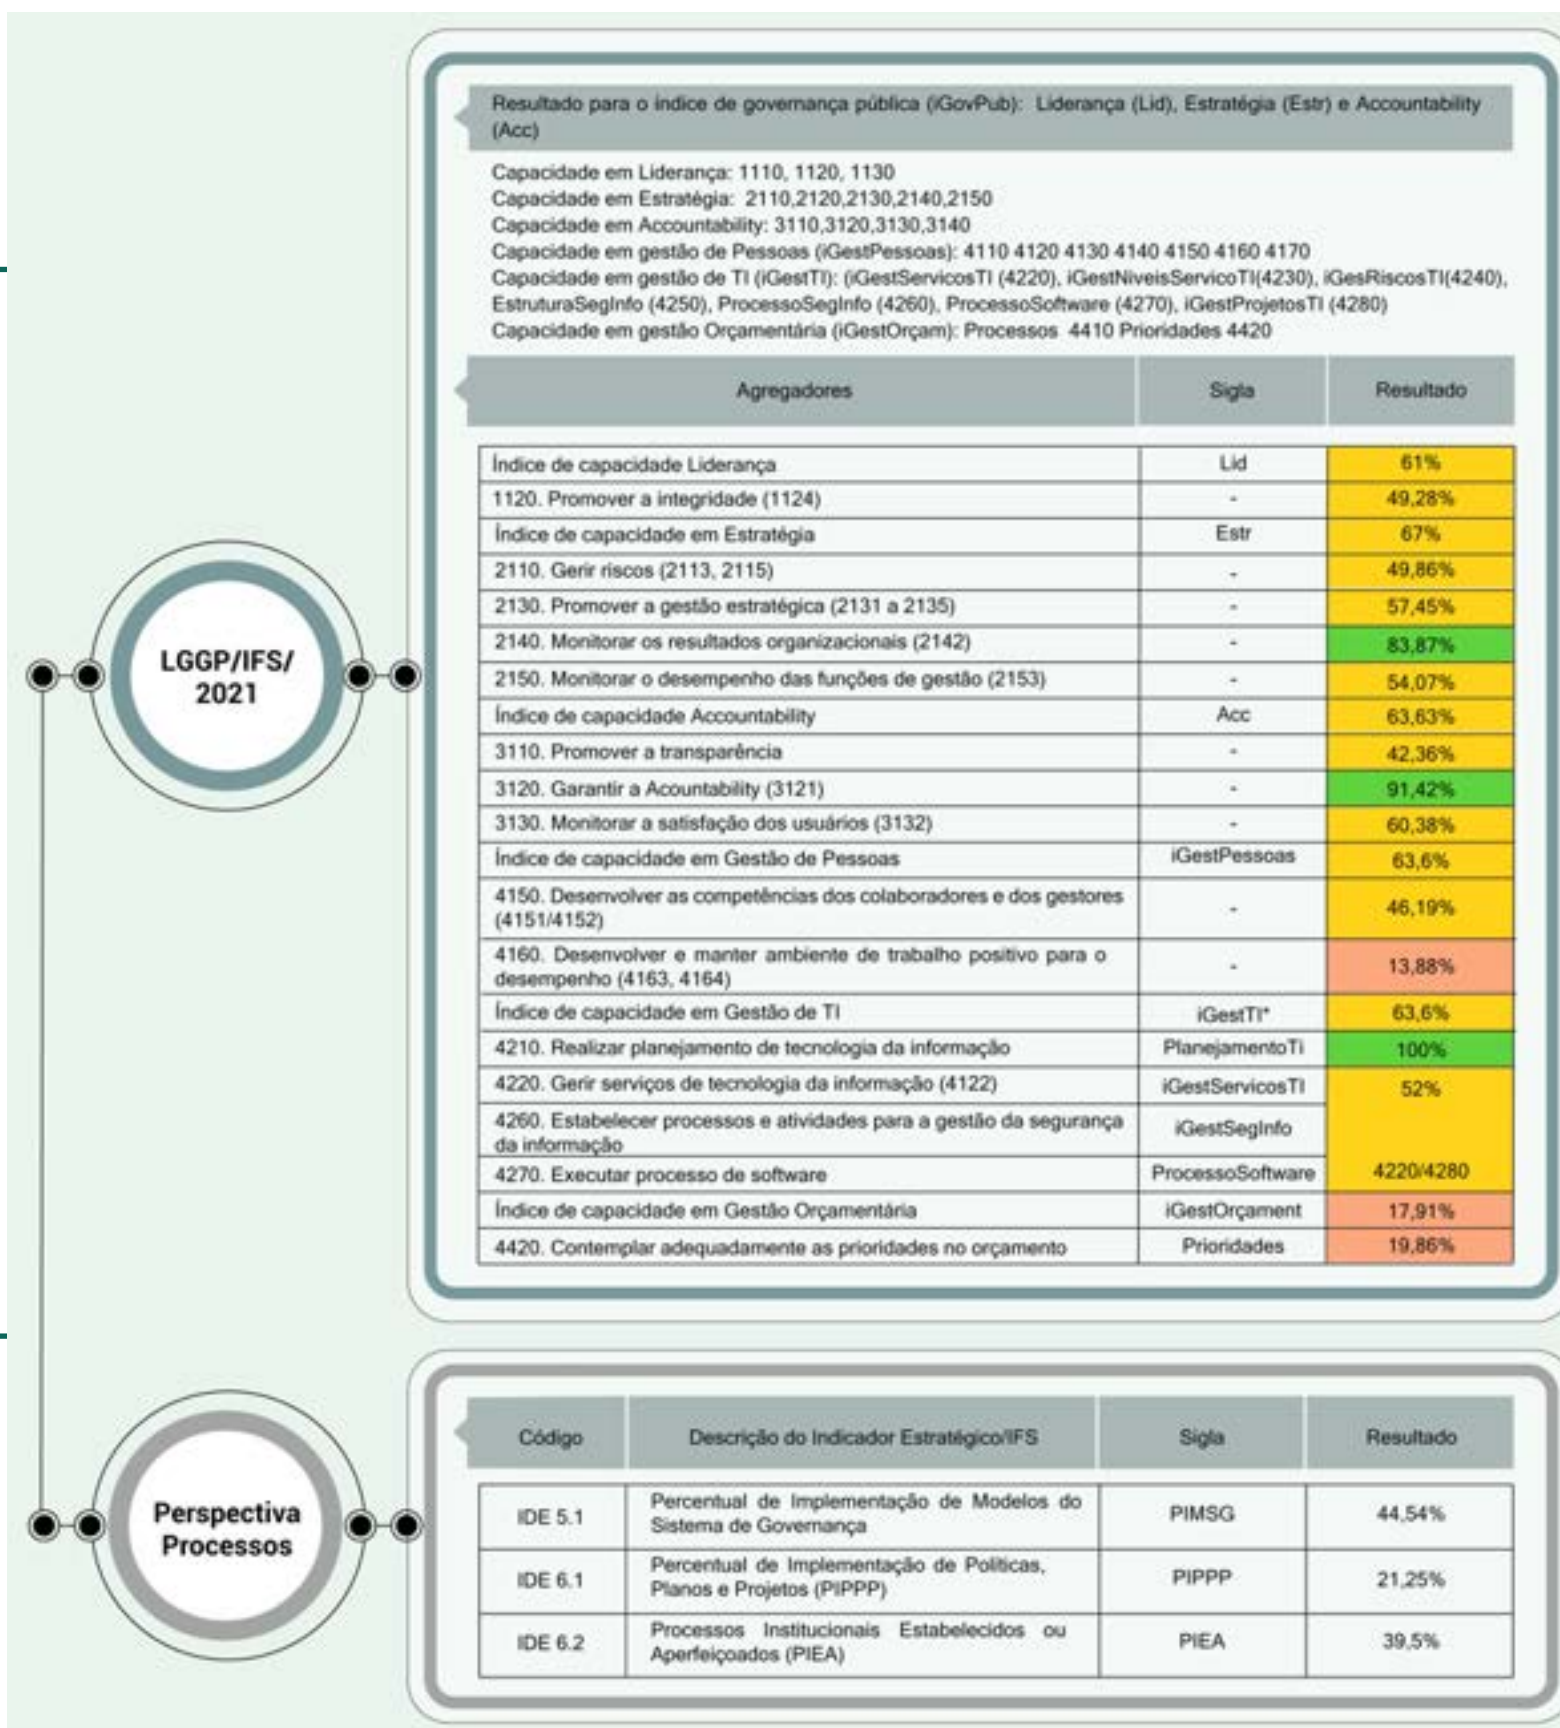 Resultado para o índice de governança pública (iGovPub): Liderança (Lid), Estratégia (Estr) e Accountability
(Acc)
Capacidade em Liderança: 1110, 1120, 1130
Capacidade em Estratégia: 2110,2120,2130,2140,2150
Capacidade em Accountability: 3110,3120,3130,3140
Capacidade em gestão de Pessoas (iGestPessoas): 4110 4120 4130 4140 4150 4160 4170
Capacidade em gestão de TI (iGestTI): (iGestServicosTI (4220), iGestNiveisServicoTI(4230), iGesRiscosTI(4240),
EstruturaSegInfo (4250), ProcessoSegInfo (4260), ProcessoSoftware (4270), iGestProjetosTI (4280)
Capacidade em gestão Orçamentária (iGestOrçam): Processos 4410 Prioridades 4420
Agregadores Sigla Resultado
Índice de capacidade Liderança Lid 61%
1120. Promover a integridade (1124) - 49,28%
Índice de capacidade em Estratégia Estr 67%
2110. Gerir riscos (2113, 2115) - 49,86%
2130. Promover a gestão estratégica (2131 a 2135) - 57,45%
2140. Monitorar os resultados organizacionais (2142) - 83,87%
2150. Monitorar o desempenho das funções de gestão (2153) - 54,07%
Índice de capacidade Accountability Acc 63,63%
3110. Promover a transparência - 42,36%
3120. Garantir a Acountability (3121) - 91,42%
3130. Monitorar a satisfação dos usuários (3132) - 60,38%
Índice de capacidade em Gestão de Pessoas iGestPessoas 63,6%
4150. Desenvolver as competências dos colaboradores e dos gestores
(4151/4152) - 46,19%
4160. Desenvolver e manter ambiente de trabalho positivo para o
desempenho (4163, 4164) - 13,88%
Índice de capacidade em Gestão de TI iGestTI* 63,6%
4210. Realizar planejamento de tecnologia da informação PlanejamentoTi 100%
4220. Gerir serviços de tecnologia da informação (4122) iGestServicosTI 52%
4260. Estabelecer processos e atividades para a gestão da segurança
da informação iGestSegInfo
4270. Executar processo de software ProcessoSoftware 4220/4280
Índice de capacidade em Gestão Orçamentária iGestOrçament 17,91%
4420. Contemplar adequadamente as prioridades no orçamento Prioridades 19,86%
LGGP/IFS/
2021
Código Descrição do Indicador Estratégico/IFS Sigla Resultado
IDE 5.1 Percentual de Implementação de Modelos do
Sistema de Governança PIMSG 44,54%
IDE 6.1 Percentual de Implementação de Políticas,
Planos e Projetos (PIPPP) PIPPP 21,25%
IDE 6.2 Processos Institucionais Estabelecidos ou
Aperfeiçoados (PIEA) PIEA 39,5%
Perspectiva
Processos